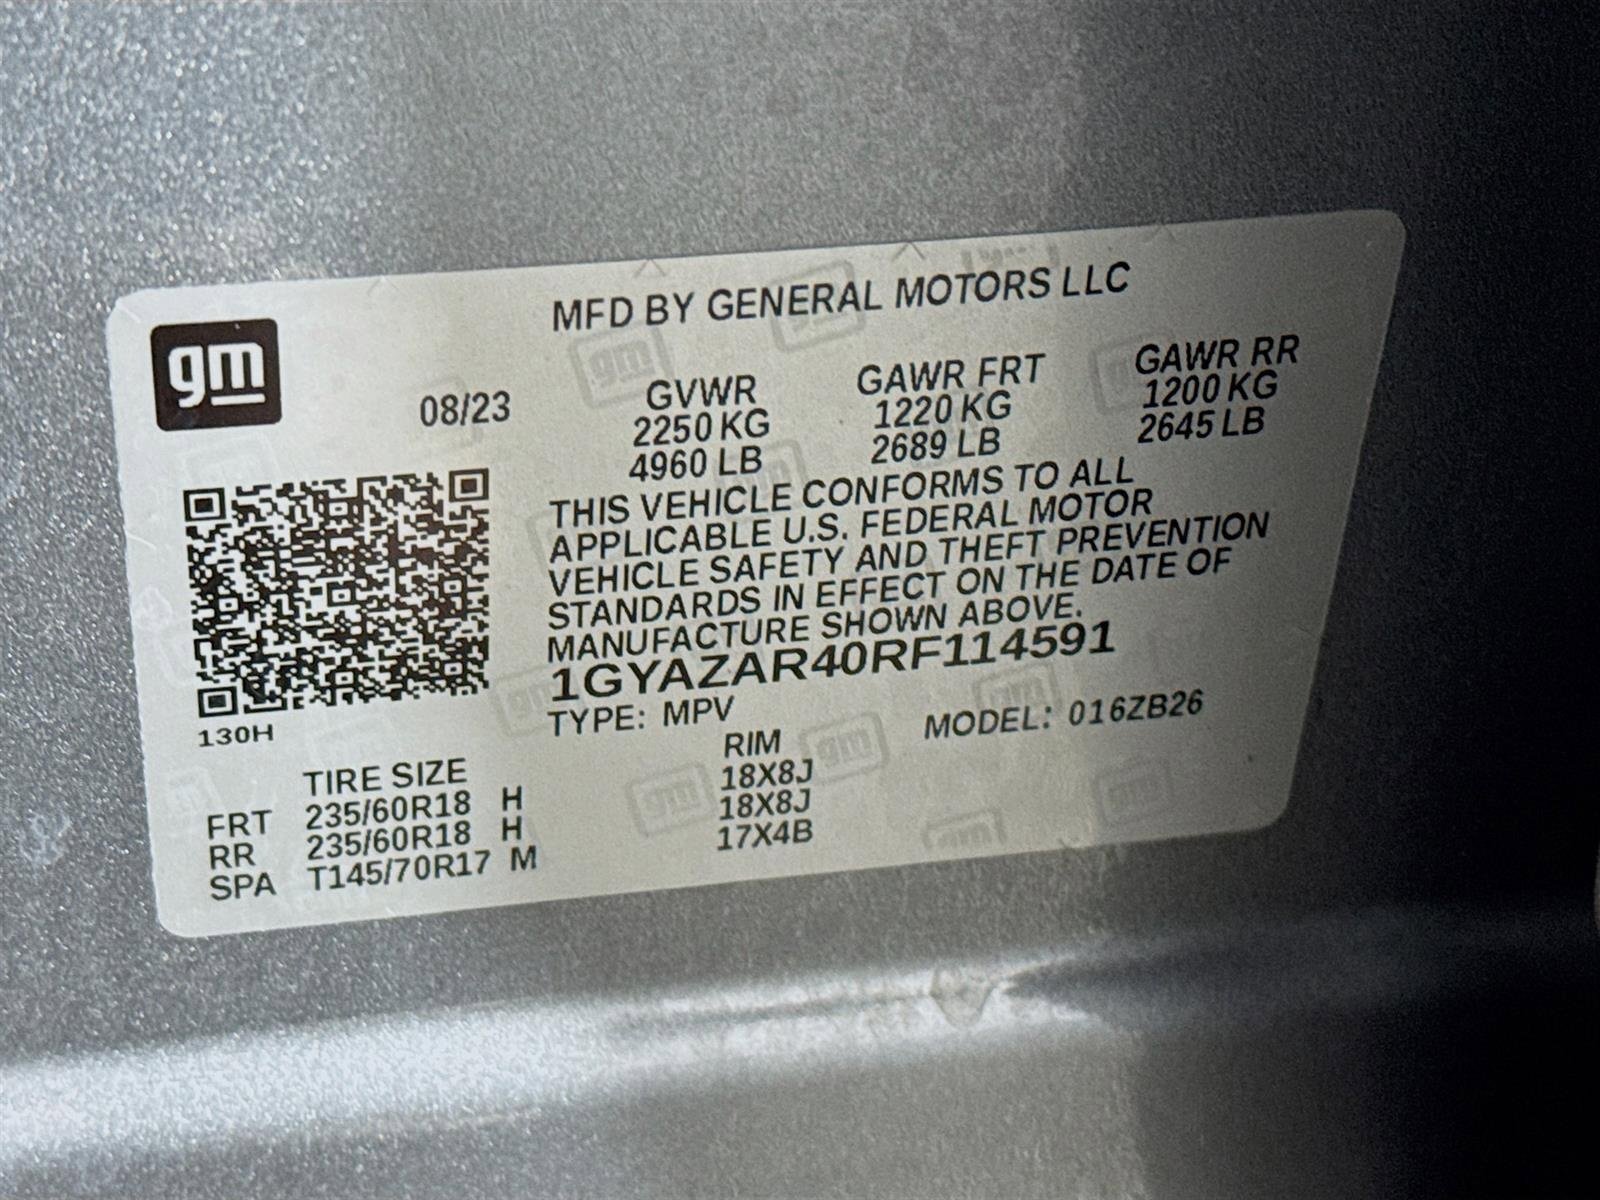 gm
MFD BY GENERAL MOTORS LLC
08/23 GVWR GAWR FRT GAWR RR
2250 KG 1220 KG 1200 KG
4960 LB 2689 LB 2645 LB
THIS VEHICLE CONFORMS TO ALL
APPLICABLE U.S. FEDERAL MOTOR
VEHICLE SAFETY AND THEFT PREVENTION
STANDARDS IN EFFECT ON THE DATE OF
MANUFACTURE SHOWN ABOVE.
1GYAZAR40RF114591
130H
TYPE: MPV MODEL: 016ZB26
TIRE SIZE RIM
FRT 235/60R18 H 18X8J
RR 235/60R18 H 18X8J
SPA T145/70R17 M 17X4B